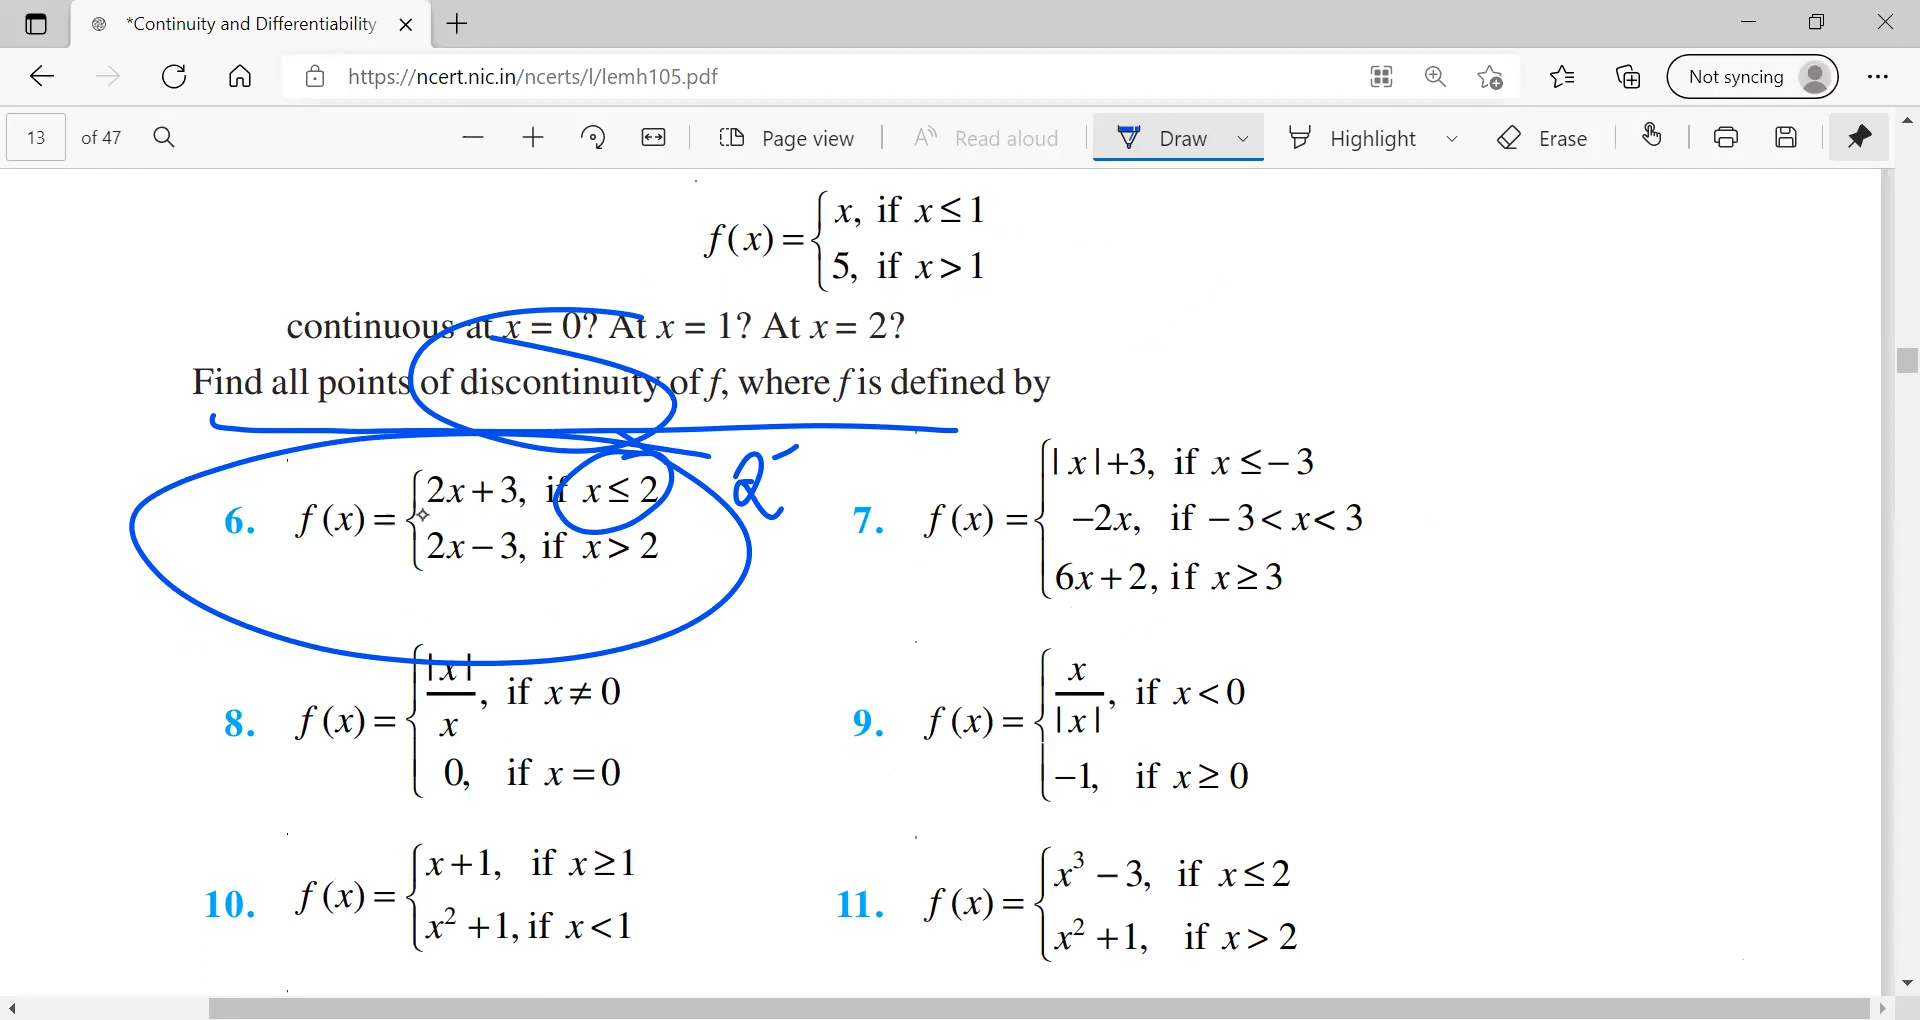 *Continuity and Differentiability
https://ncert.nic.in/ncerts/l/lemh105.pdf
Not syncing
13 of 47
Page view
Read aloud
Draw
Highlight
Erase
f(x) = { x, if x ≤ 1
5, if x > 1
continuous at x = 0? At x = 1? At x = 2?
Find all points of discontinuity of f, where f is defined by
6. f(x) = { 2x + 3, if x ≤ 2
2x − 3, if x > 2
2⁻
7. f(x) = { |x| + 3, if x ≤ −3
−2x, if −3 < x < 3
6x + 2, if x ≥ 3
8. f(x) = { |x|/x, if x ≠ 0
0, if x = 0
9. f(x) = { x/|x|, if x < 0
−1, if x ≥ 0
10. f(x) = { x + 1, if x ≥ 1
x² + 1, if x < 1
11. f(x) = { x³ − 3, if x ≤ 2
x² + 1, if x > 2